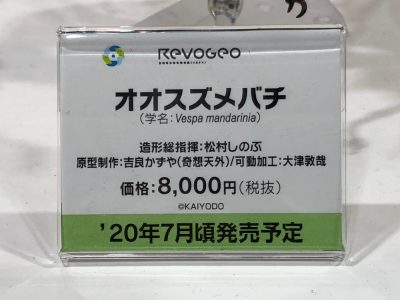 REVOGEO
オオスズメバチ
(学名:Vespa mandarinia)
造形総指揮:松村しのぶ
原型制作:吉良かずや(奇想天外)/可動加工:大津敦哉
価格:8,000円(税抜)
©KAIYODO
’20年7月頃発売予定